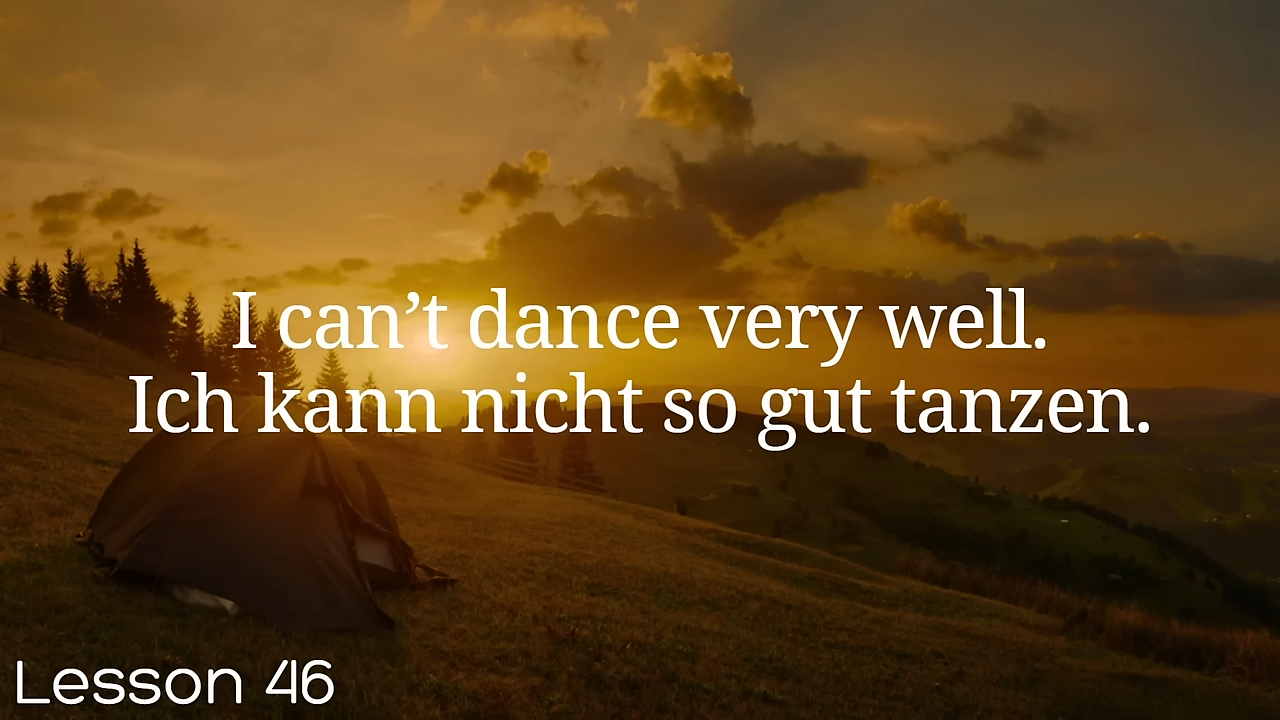 I can’t dance very well.
Ich kann nicht so gut tanzen.
Lesson 46